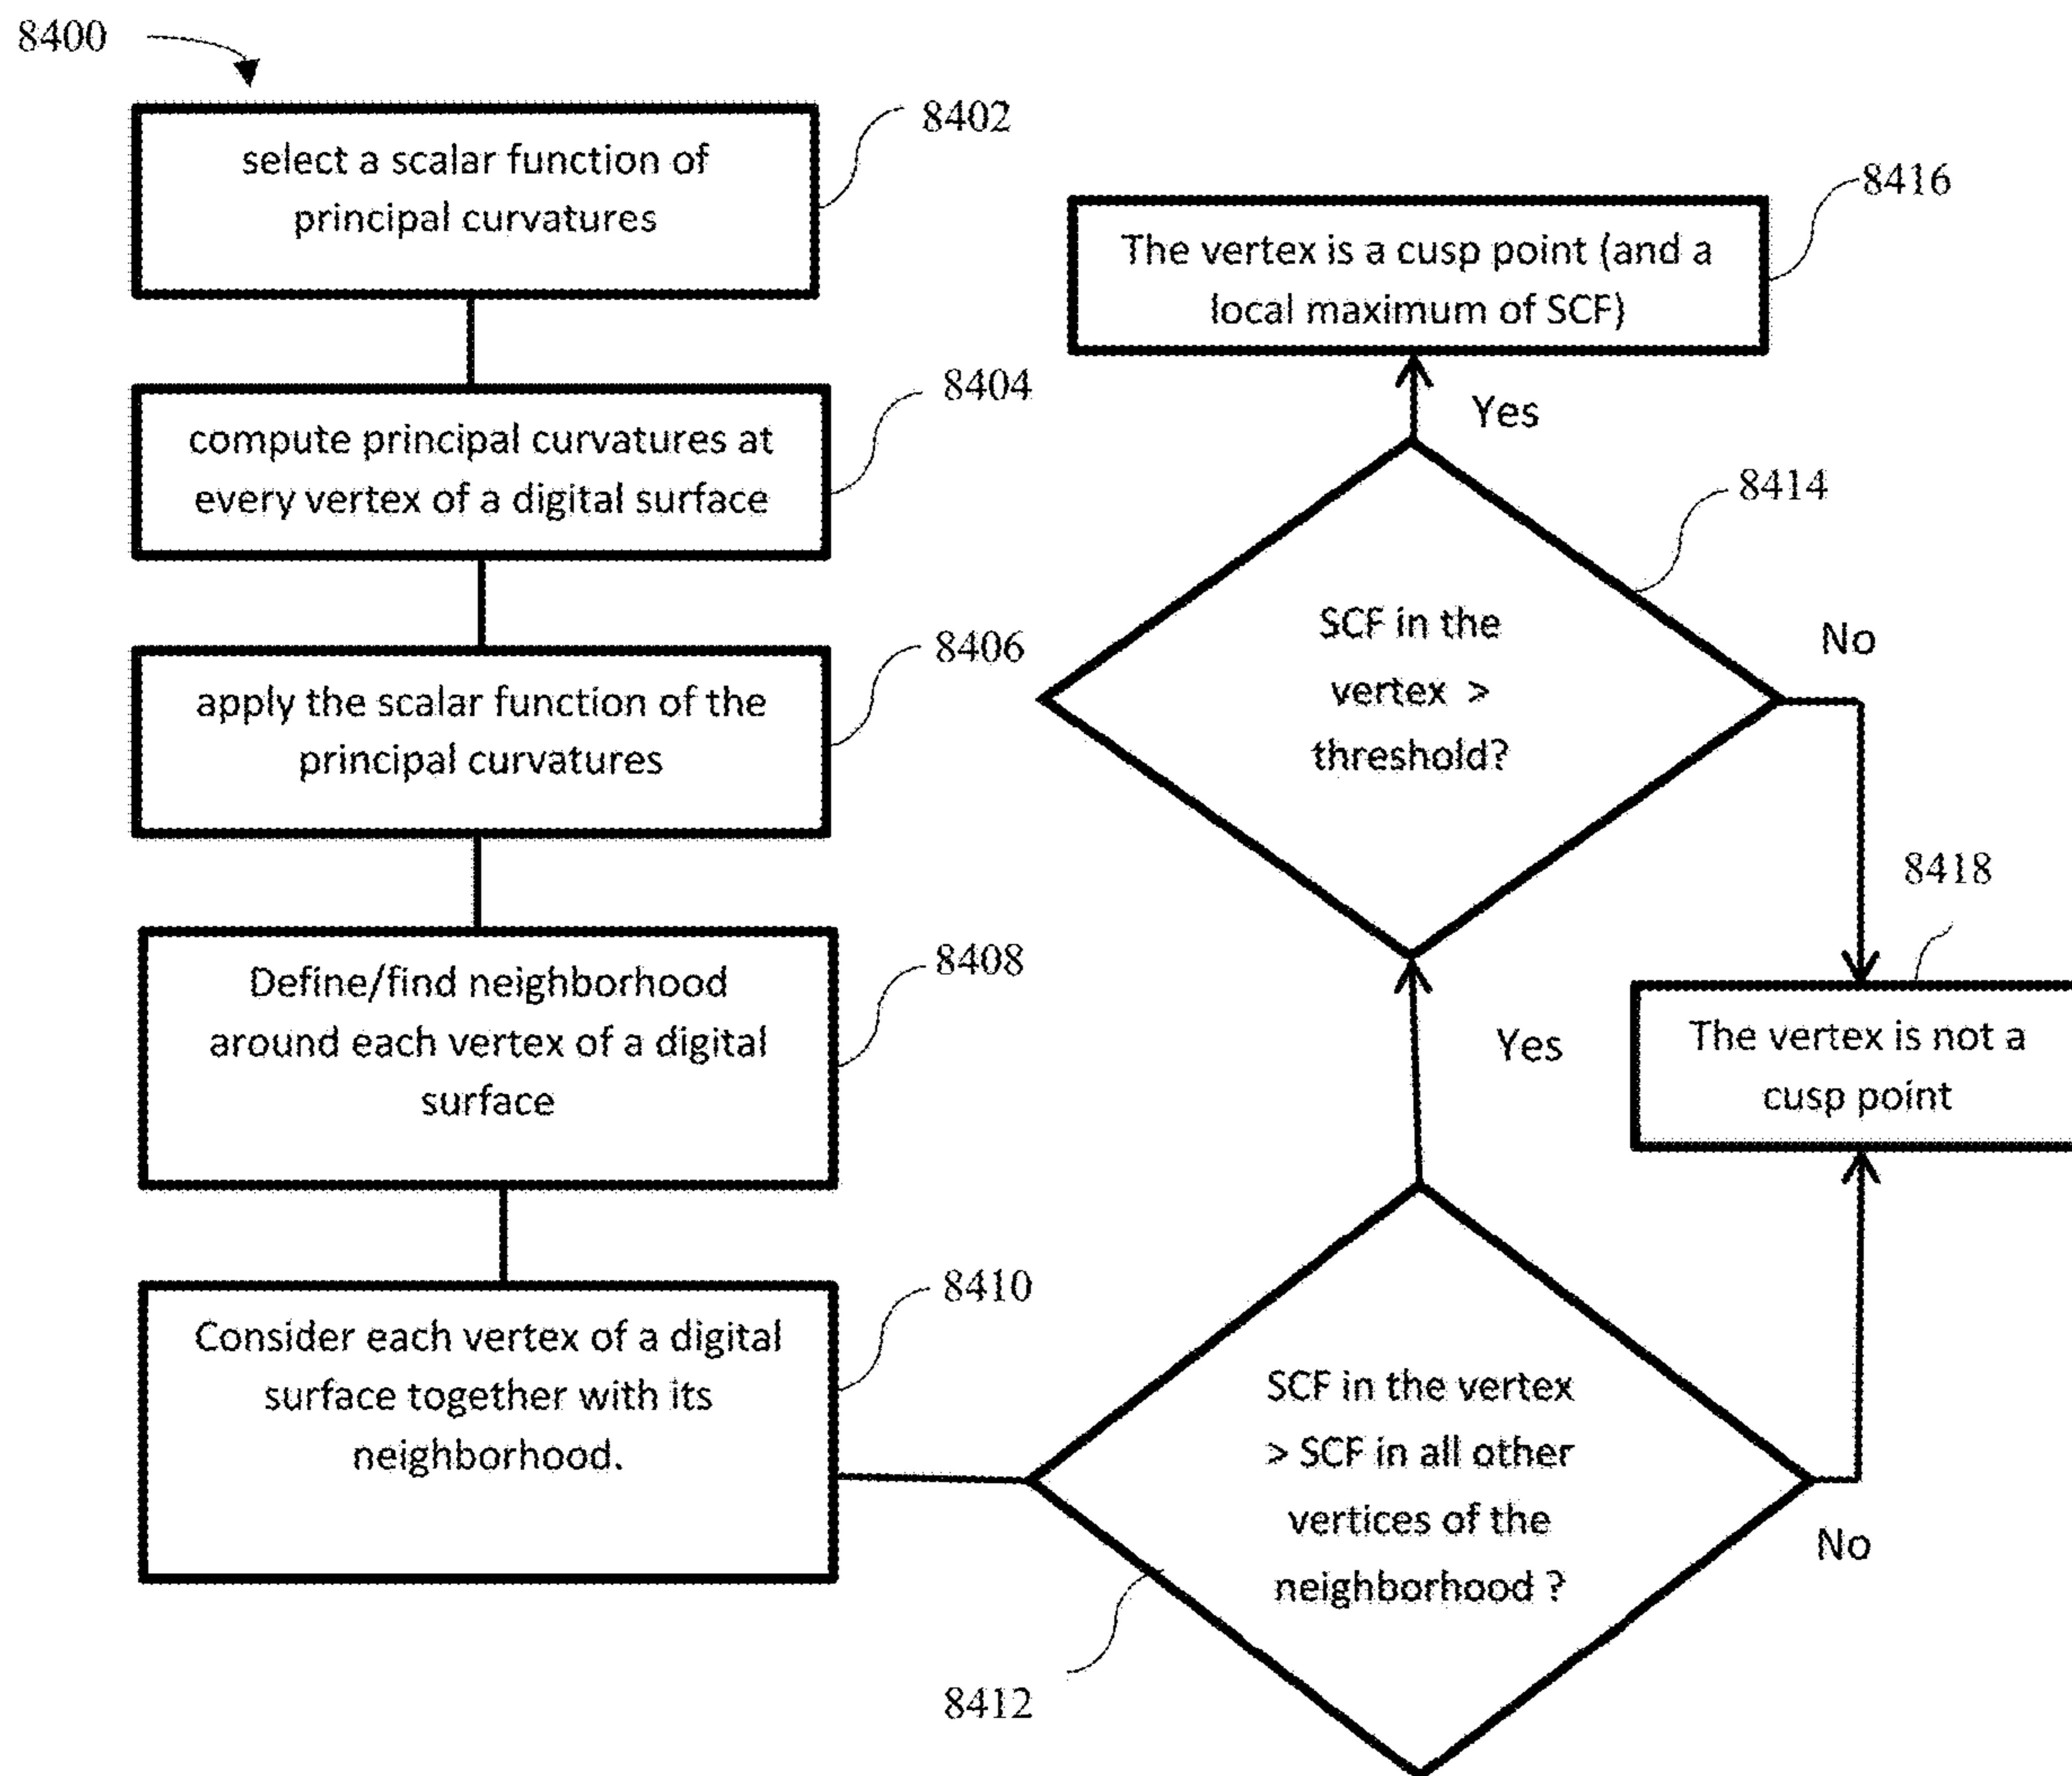 8400
8402
select a scalar function of
principal curvatures
8404
compute principal curvatures at
every vertex of a digital surface
8406
apply the scalar function of the
principal curvatures
8408
Define/find neighborhood
around each vertex of a digital
surface
8410
Consider each vertex of a digital
surface together with its
neighborhood.
8412
SCF in the vertex
> SCF in all other
vertices of the
neighborhood ?
Yes
No
8414
SCF in the
vertex >
threshold?
Yes
No
8416
The vertex is a cusp point (and a
local maximum of SCF)
8418
The vertex is not a
cusp point